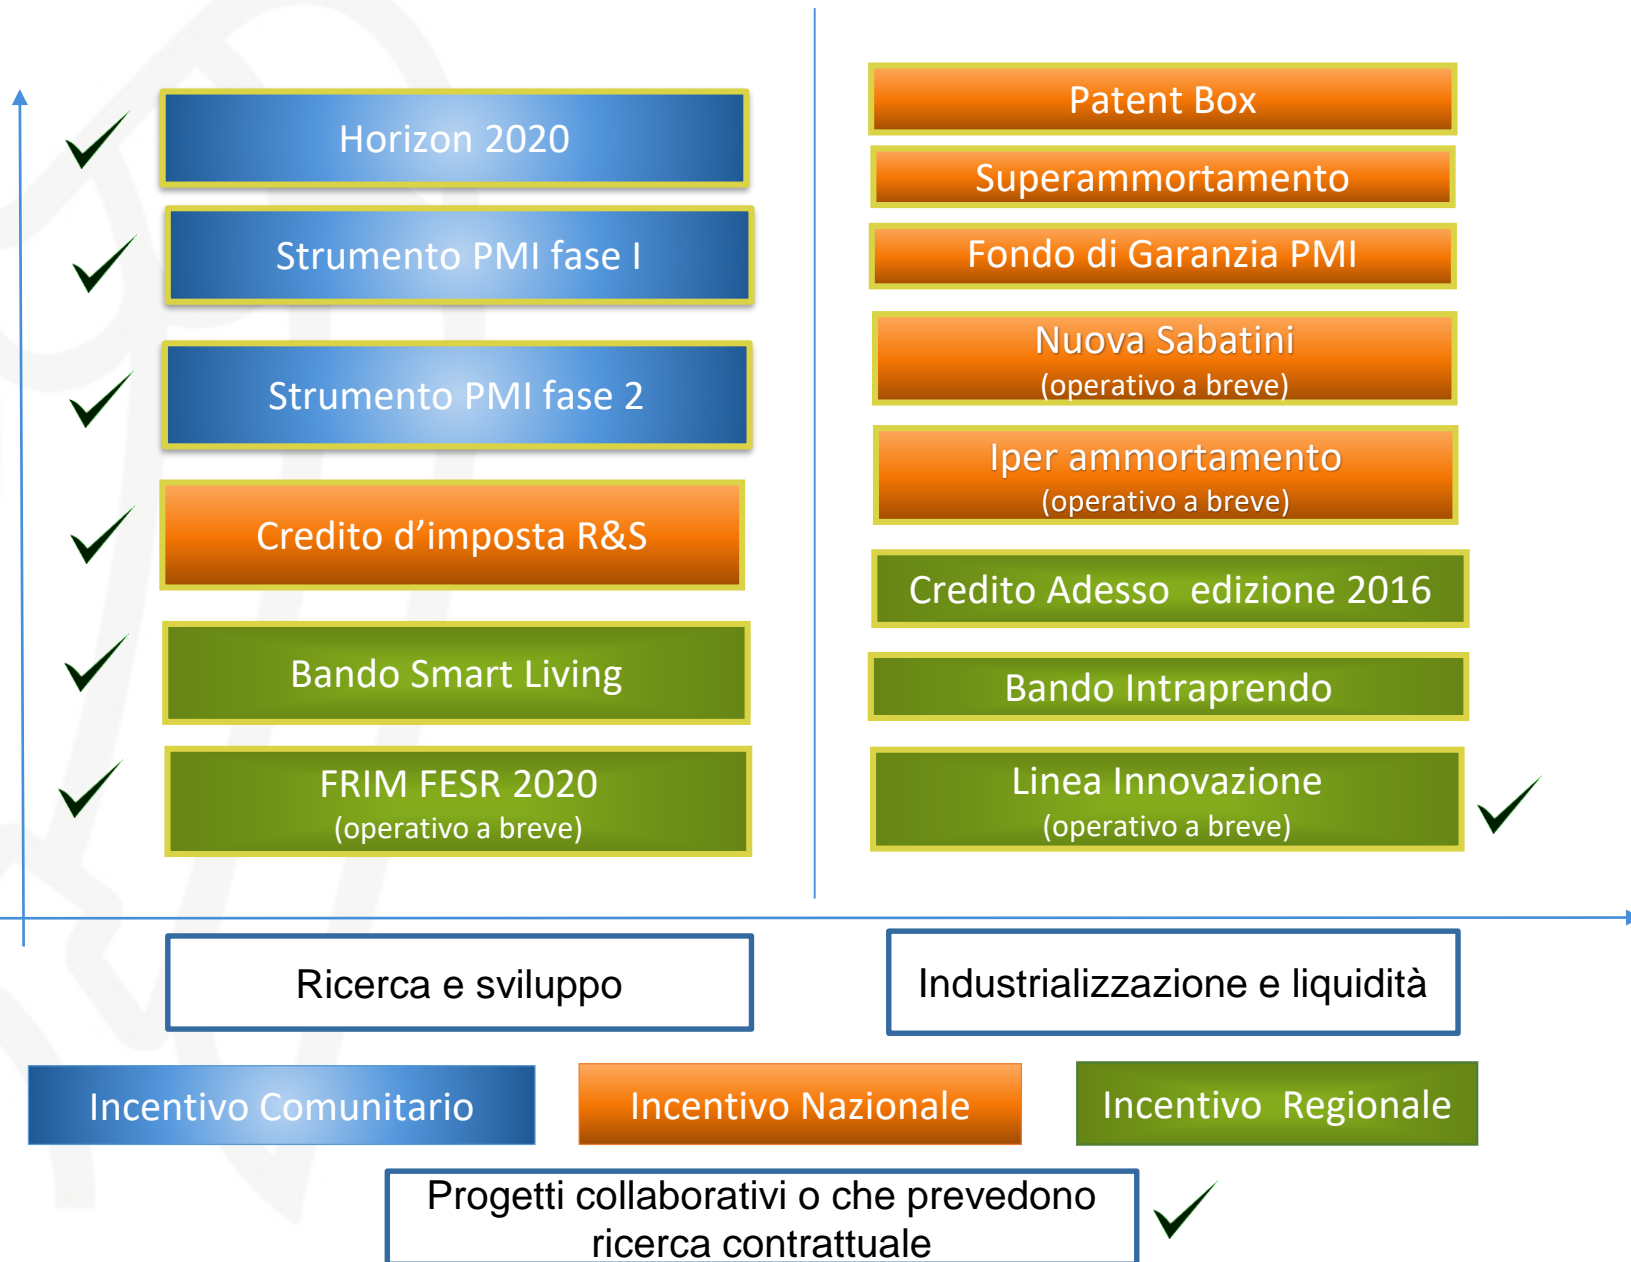 Horizon 2020
Strumento PMI fase I
Strumento PMI fase 2
Credito d’imposta R&S
Bando Smart Living
FRIM FESR 2020
(operativo a breve)
Patent Box
Superammortamento
Fondo di Garanzia PMI
Nuova Sabatini
(operativo a breve)
Iper ammortamento
(operativo a breve)
Credito Adesso edizione 2016
Bando Intraprendo
Linea Innovazione
(operativo a breve)
Ricerca e sviluppo
Industrializzazione e liquidità
Incentivo Comunitario
Incentivo Nazionale
Incentivo Regionale
Progetti collaborativi o che prevedono
ricerca contrattuale